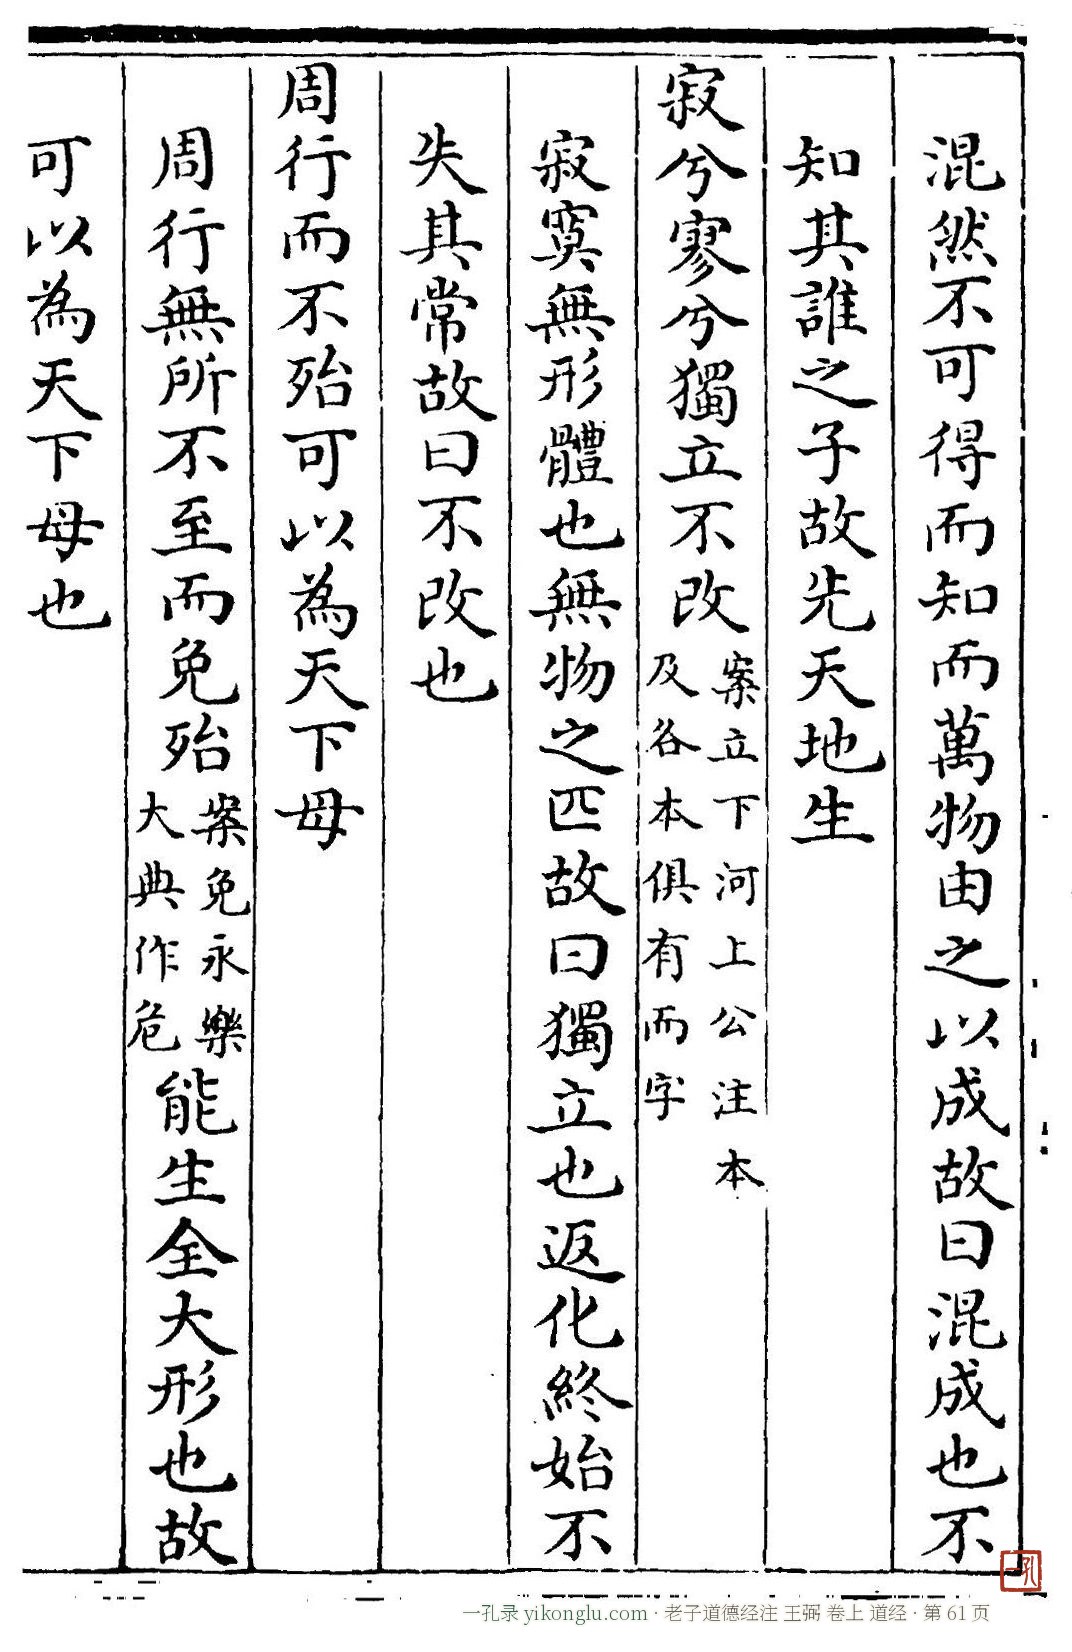 混然不可得而知而萬物由之以成故曰混成也不
知其誰之子故先天地生
寂兮寥兮獨立不改案立下河上公注本及各本俱有而字
寂寞無形體也無物之匹故曰獨立也返化終始不
失其常故曰不改也
周行而不殆可以為天下母
周行無所不至而免殆案免永樂大典作危能生全大形也故
可以為天下母也
一孔
一孔录 yikonglu.com · 老子道德经注 王弼 卷上 道经 · 第 61 页